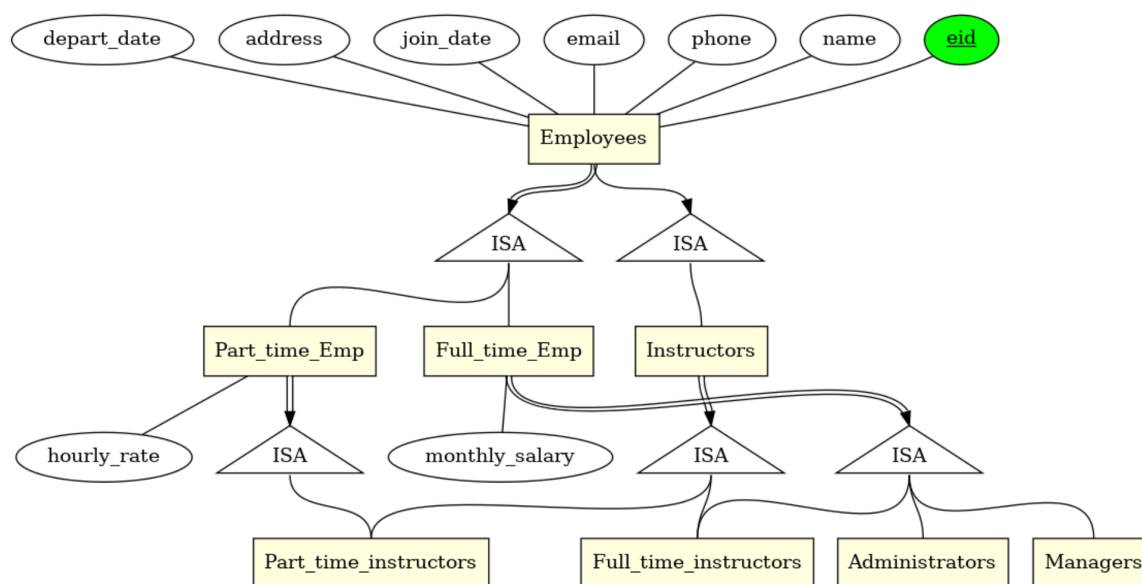 depart_date address join_date email phone name eid
Employees
ISA ISA
Part_time_Emp Full_time_Emp Instructors
hourly_rate ISA monthly_salary ISA ISA
Part_time_instructors Full_time_instructors Administrators Managers